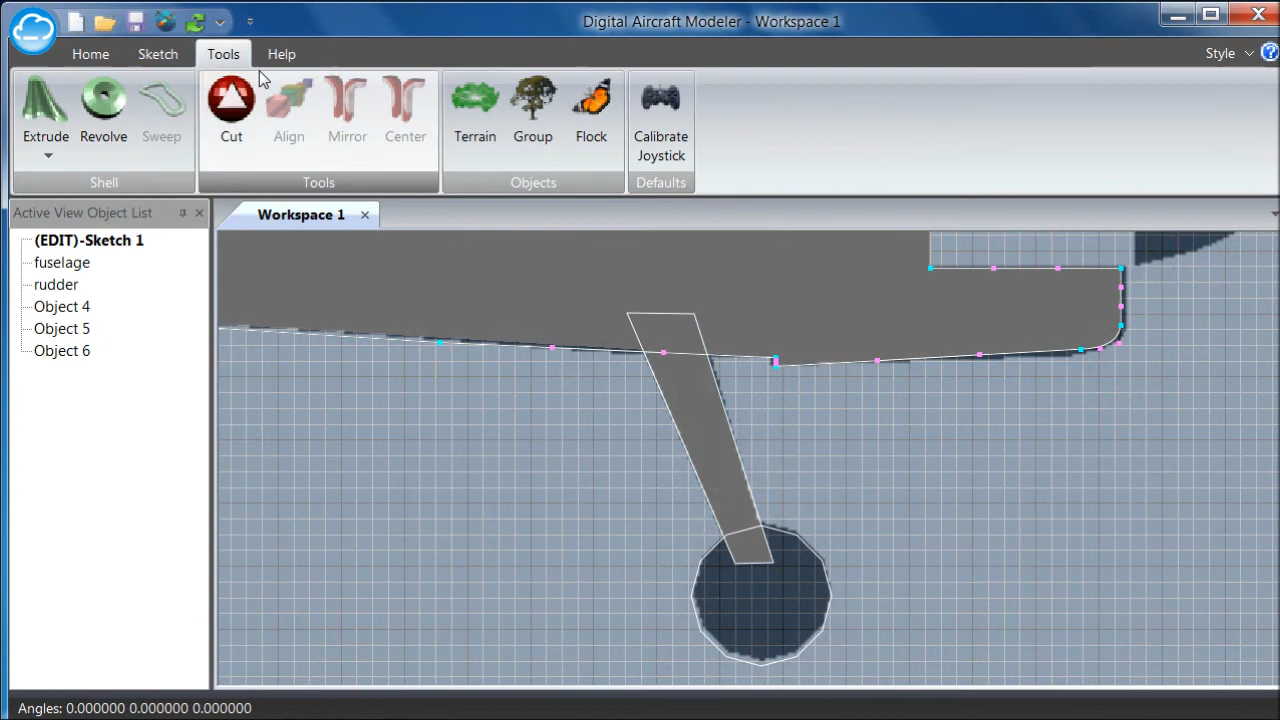 Digital Aircraft Modeler - Workspace 1
Home Sketch Tools Help Style
Extrude Revolve Sweep Cut Align Mirror Center Terrain Group Flock Calibrate Joystick
Shell Tools Objects Defaults
Active View Object List
Workspace 1
(EDIT)-Sketch 1
fuselage
rudder
Object 4
Object 5
Object 6
Angles: 0.000000 0.000000 0.000000